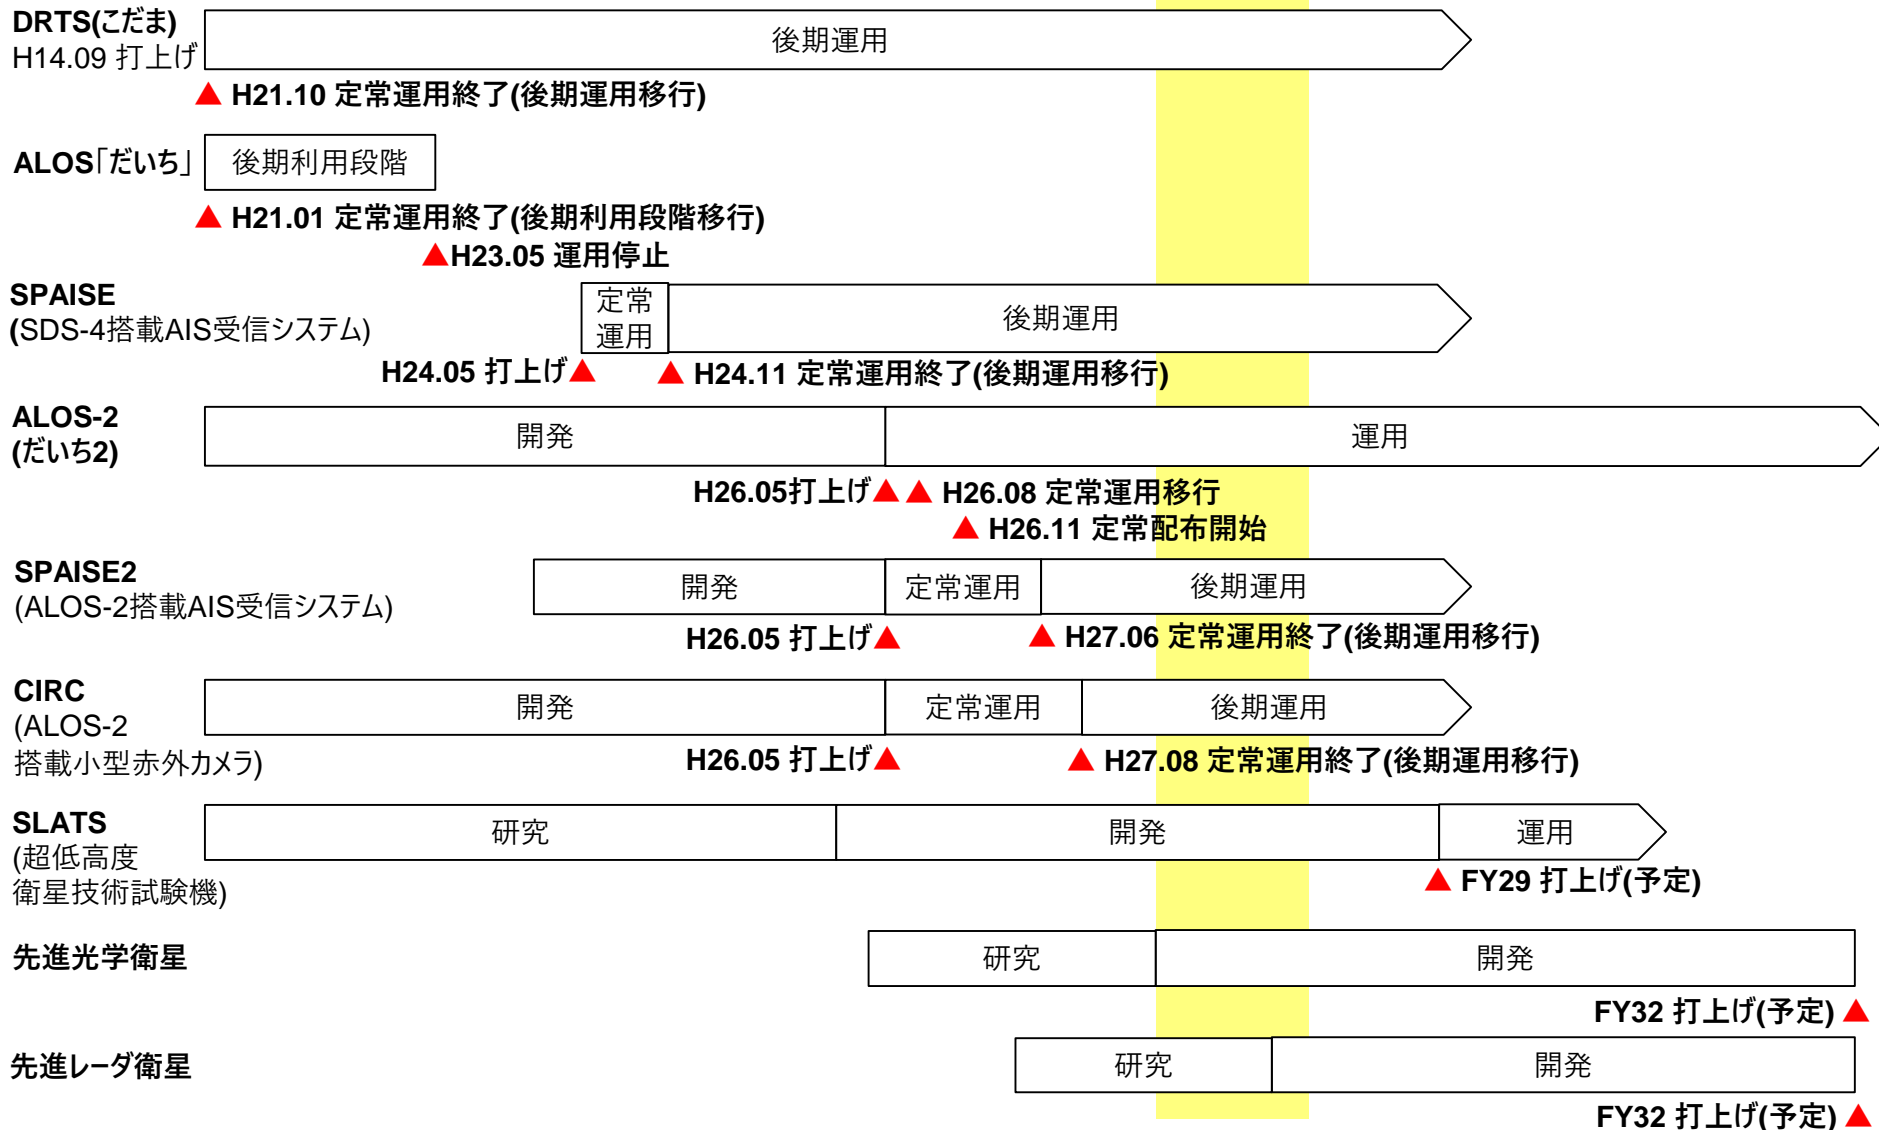 DRTS(こだま)
H14.09 打上げ
後期運用
▲ H21.10 定常運用終了(後期運用移行)
ALOS「だいち」
後期利用段階
▲ H21.01 定常運用終了(後期利用段階移行)
▲H23.05 運用停止
SPAISE
(SDS-4搭載AIS受信システム)
定常
運用
後期運用
H24.05 打上げ▲
▲ H24.11 定常運用終了(後期運用移行)
ALOS-2
(だいち2)
開発
運用
H26.05打上げ▲
▲ H26.08 定常運用移行
▲ H26.11 定常配布開始
SPAISE2
(ALOS-2搭載AIS受信システム)
開発
定常運用
後期運用
H26.05 打上げ▲
▲ H27.06 定常運用終了(後期運用移行)
CIRC
(ALOS-2
搭載小型赤外カメラ)
開発
定常運用
後期運用
H26.05 打上げ▲
▲ H27.08 定常運用終了(後期運用移行)
SLATS
(超低高度
衛星技術試験機)
研究
開発
運用
▲ FY29 打上げ(予定)
先進光学衛星
研究
開発
FY32 打上げ(予定) ▲
先進レーダ衛星
研究
開発
FY32 打上げ(予定) ▲